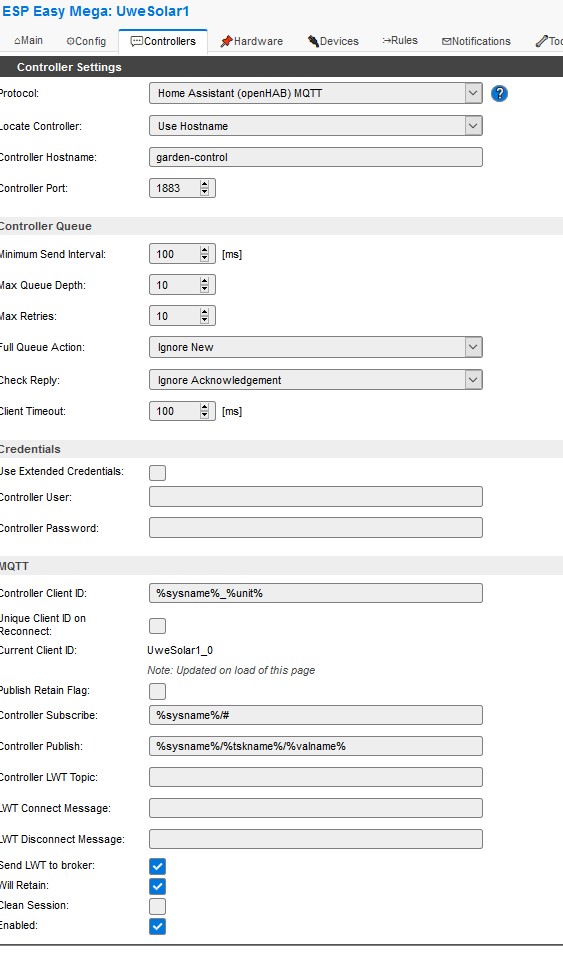 ESP Easy Mega: UweSolar1
Main Config Controllers Hardware Devices Rules Notifications Too
Controller Settings
Protocol: Home Assistant (openHAB) MQTT ?
Locate Controller: Use Hostname
Controller Hostname: garden-control
Controller Port: 1883
Controller Queue
Minimum Send Interval: 100 [ms]
Max Queue Depth: 10
Max Retries: 10
Full Queue Action: Ignore New
Check Reply: Ignore Acknowledgement
Client Timeout: 100 [ms]
Credentials
Use Extended Credentials:
Controller User:
Controller Password:
MQTT
Controller Client ID: %sysname%_%unit%
Unique Client ID on
Reconnect:
Current Client ID: UweSolar1_0
Note: Updated on load of this page
Publish Retain Flag:
Controller Subscribe: %sysname%/#
Controller Publish: %sysname%/%tskname%/%valname%
Controller LWT Topic:
LWT Connect Message:
LWT Disconnect Message:
Send LWT to broker:
Will Retain:
Clean Session:
Enabled: